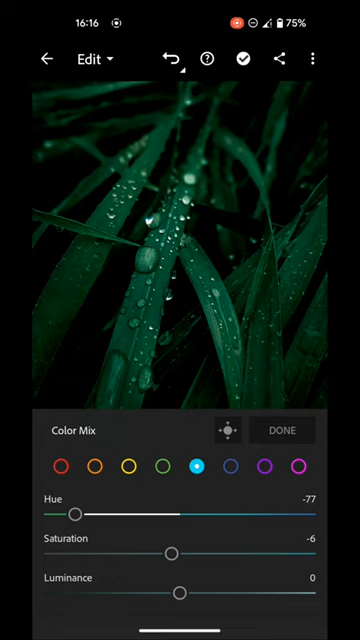 16:16
75%
Edit
Color Mix
DONE
Hue
-77
Saturation
-6
Luminance
0